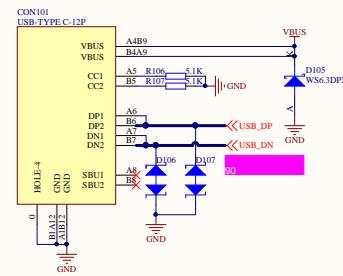 CON101
USB-TYPE C-12P
VBUS
VBUS A4B9
VBUS B4A9
K
CC1 A5 R106 5.1K
CC2 B5 R107 5.1K
GND
D105
WS6.3DPX
A
GND
DP1 A6
DP2 B6
USB_DP
DN1 A7
DN2 B7
USB_DN
D106
D107
90
SBU1 A8
SBU2 B8
HOLE-4
GND
GND
0
B1A12
A1B12
GND
GND